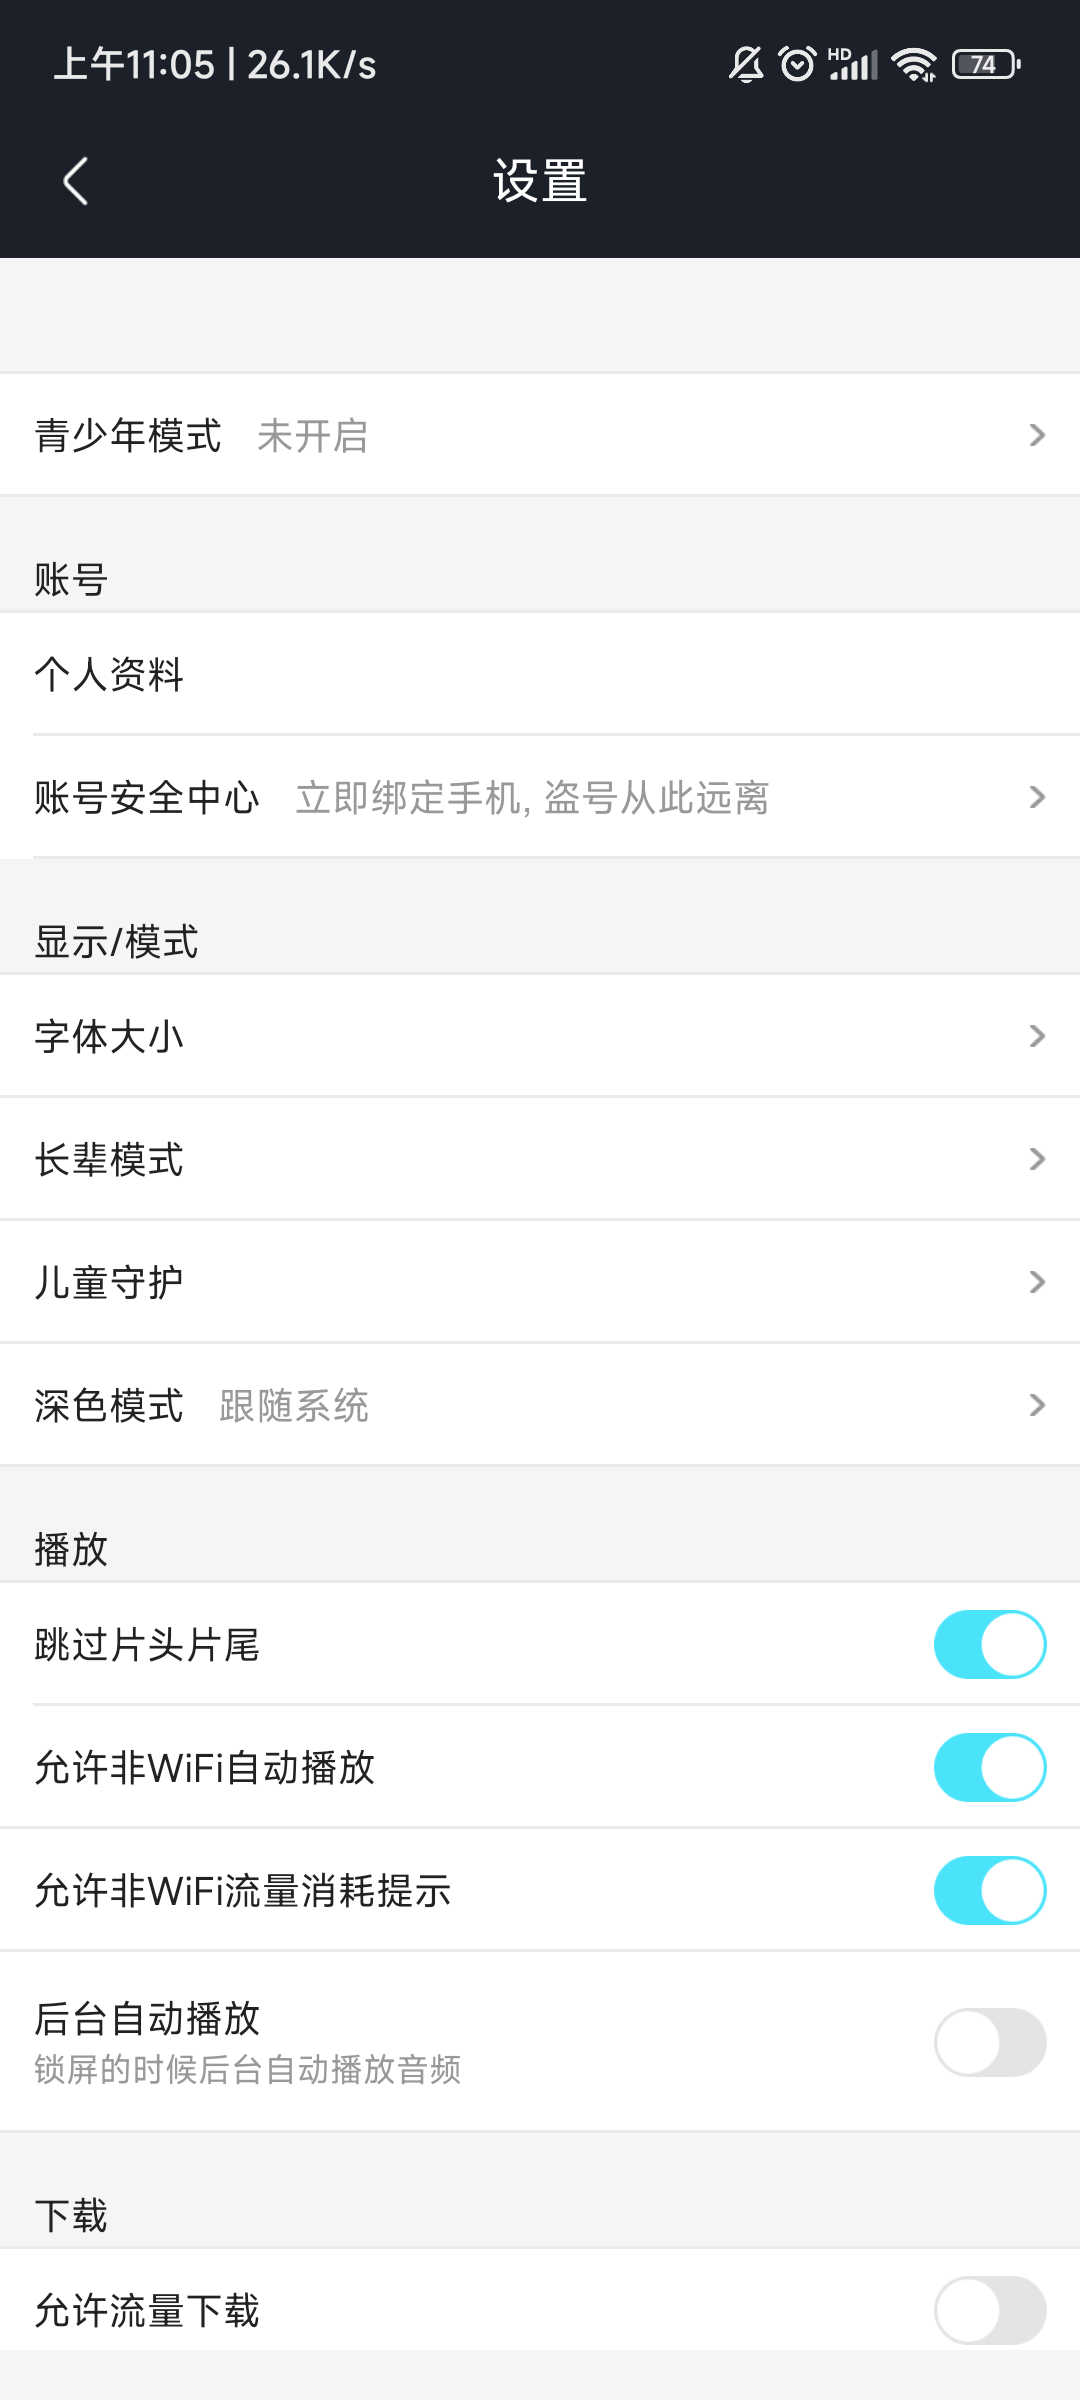 上午11:05 | 26.1K/s
HD
74
设置
青少年模式 未开启
账号
个人资料
账号安全中心 立即绑定手机, 盗号从此远离
显示/模式
字体大小
长辈模式
儿童守护
深色模式 跟随系统
播放
跳过片头片尾
允许非WiFi自动播放
允许非WiFi流量消耗提示
后台自动播放
锁屏的时候后台自动播放音频
下载
允许流量下载